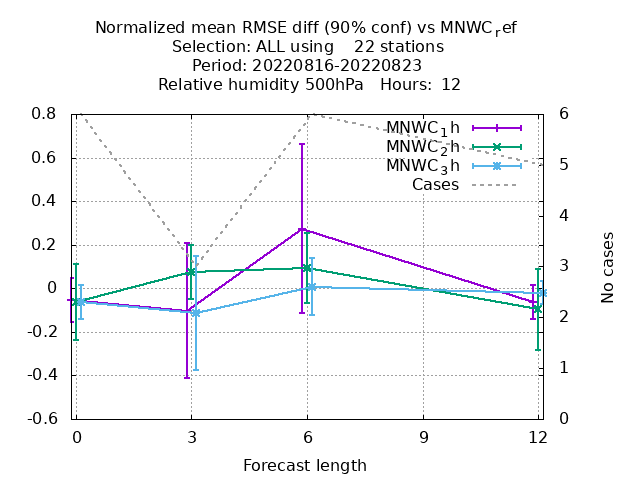 Normalized mean RMSE diff (90% conf) vs MNWC_ref
Selection: ALL using    22 stations
Period: 20220816-20220823
Relative humidity 500hPa   Hours:  12
0.8
0.6
0.4
0.2
0
-0.2
-0.4
-0.6
6
5
4
3
2
1
0
MNWC_1h
MNWC_2h
MNWC_3h
Cases
No cases
0 3 6 9 12
Forecast length